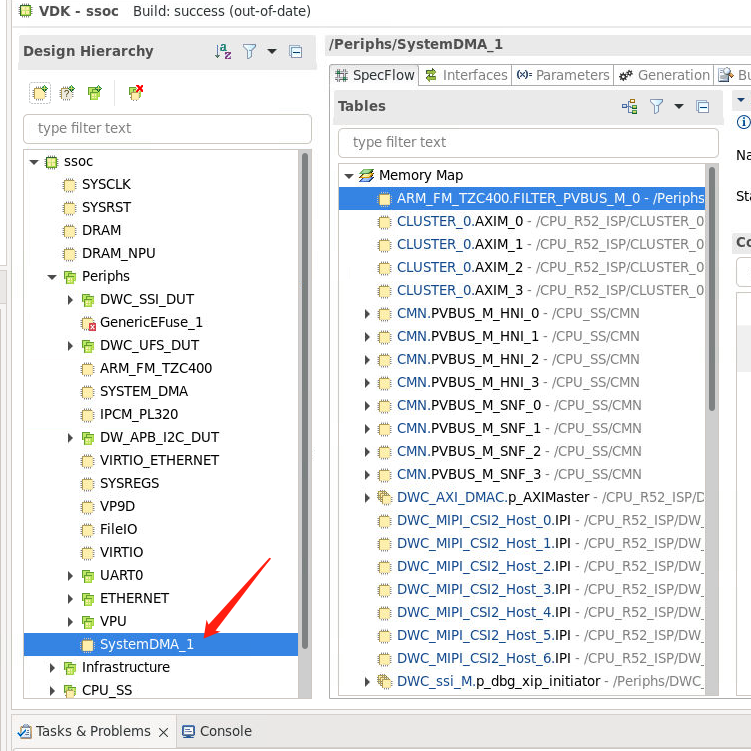 VDK - ssoc Build: success (out-of-date)
Design Hierarchy
type filter text
ssoc
SYSCLK
SYSRST
DRAM
DRAM_NPU
Periphs
DWC_SSI_DUT
GenericEFuse_1
DWC_UFS_DUT
ARM_FM_TZC400
SYSTEM_DMA
IPCM_PL320
DW_APB_I2C_DUT
VIRTIO_ETHERNET
SYSREGS
VP9D
FileIO
VIRTIO
UART0
ETHERNET
VPU
SystemDMA_1
Infrastructure
CPU_SS
/Periphs/SystemDMA_1
SpecFlow Interfaces (x)= Parameters Generation Bu
Tables
type filter text
Memory Map
ARM_FM_TZC400.FILTER_PVBUS_M_0 - /Periphs
CLUSTER_0.AXIM_0 - /CPU_R52_ISP/CLUSTER_0
CLUSTER_0.AXIM_1 - /CPU_R52_ISP/CLUSTER_0
CLUSTER_0.AXIM_2 - /CPU_R52_ISP/CLUSTER_0
CLUSTER_0.AXIM_3 - /CPU_R52_ISP/CLUSTER_0
CMN.PVBUS_M_HNI_0 - /CPU_SS/CMN
CMN.PVBUS_M_HNI_1 - /CPU_SS/CMN
CMN.PVBUS_M_HNI_2 - /CPU_SS/CMN
CMN.PVBUS_M_HNI_3 - /CPU_SS/CMN
CMN.PVBUS_M_SNF_0 - /CPU_SS/CMN
CMN.PVBUS_M_SNF_1 - /CPU_SS/CMN
CMN.PVBUS_M_SNF_2 - /CPU_SS/CMN
CMN.PVBUS_M_SNF_3 - /CPU_SS/CMN
DWC_AXI_DMAC.p_AXIMaster - /CPU_R52_ISP/D
DWC_MIPI_CSI2_Host_0.IPI - /CPU_R52_ISP/DW_
DWC_MIPI_CSI2_Host_1.IPI - /CPU_R52_ISP/DW_
DWC_MIPI_CSI2_Host_2.IPI - /CPU_R52_ISP/DW_
DWC_MIPI_CSI2_Host_3.IPI - /CPU_R52_ISP/DW_
DWC_MIPI_CSI2_Host_4.IPI - /CPU_R52_ISP/DW_
DWC_MIPI_CSI2_Host_5.IPI - /CPU_R52_ISP/DW_
DWC_MIPI_CSI2_Host_6.IPI - /CPU_R52_ISP/DW_
DWC_ssi_M.p_dbg_xip_initiator - /Periphs/DWC_
Na
Sta
Co
Tasks & Problems Console